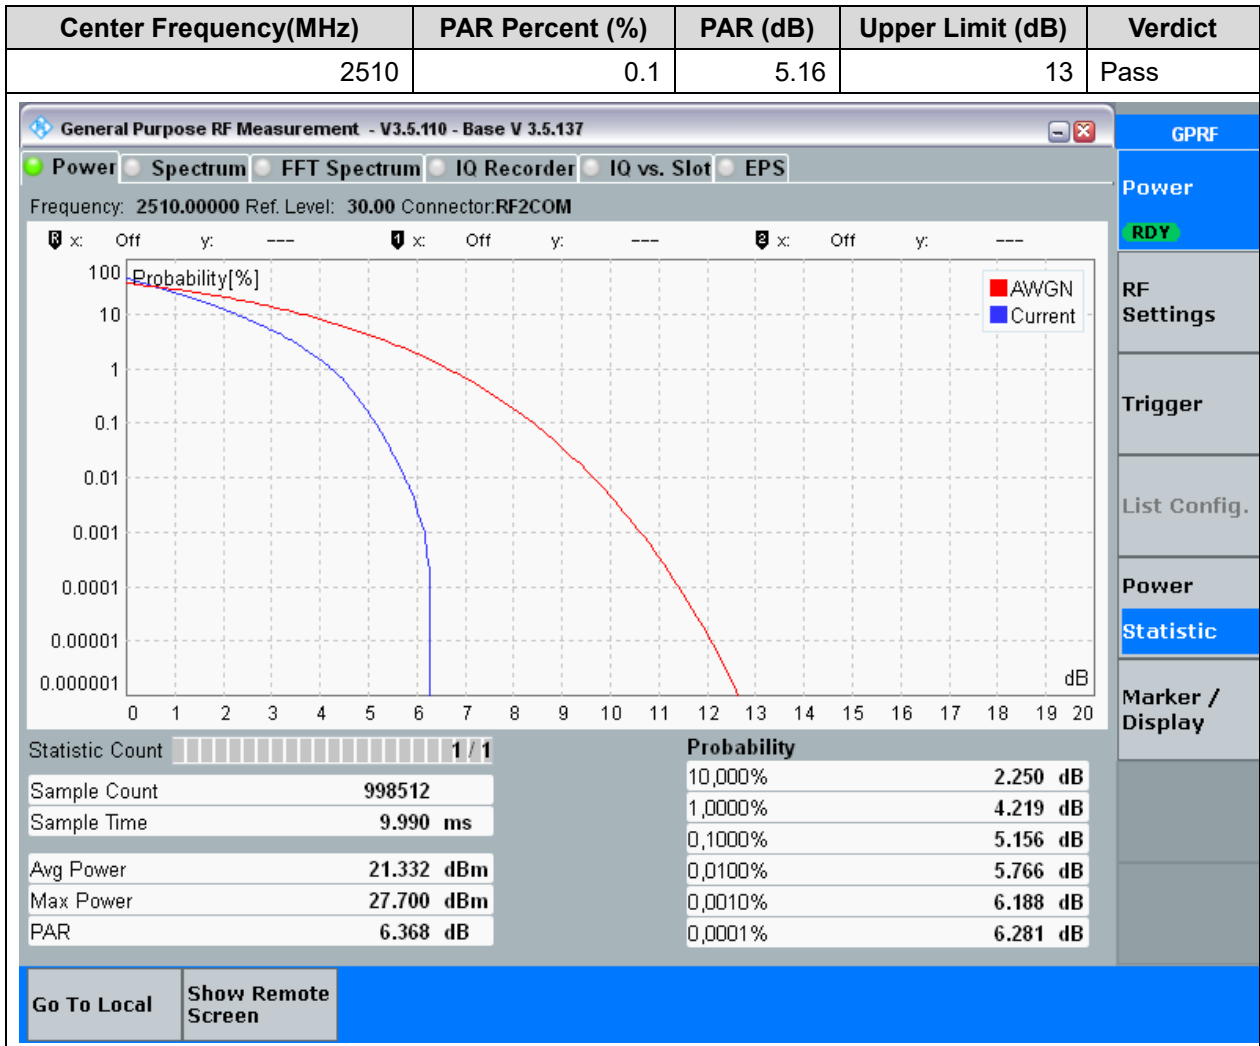 Center Frequency(MHz) PAR Percent (%) PAR (dB) Upper Limit (dB) Verdict
2510 0.1 5.16 13 Pass
General Purpose RF Measurement - V3.5.110 - Base V 3.5.137
GPRF
Power Spectrum FFT Spectrum IQ Recorder IQ vs. Slot EPS
Power
RDY
Frequency: 2510.00000 Ref. Level: 30.00 Connector:RF2COM
R x: Off y: --- 1 x: Off y: --- 2 x: Off y: ---
Probability[%]
AWGN
Current
100
10
1
0.1
0.01
0.001
0.0001
0.00001
0.000001
dB
0 1 2 3 4 5 6 7 8 9 10 11 12 13 14 15 16 17 18 19 20
RF
Settings
Trigger
List Config.
Power
Statistic
Marker /
Display
Statistic Count 1 / 1
Sample Count 998512
Sample Time 9.990 ms
Avg Power 21.332 dBm
Max Power 27.700 dBm
PAR 6.368 dB
Probability
10,000% 2.250 dB
1,0000% 4.219 dB
0,1000% 5.156 dB
0,0100% 5.766 dB
0,0010% 6.188 dB
0,0001% 6.281 dB
Go To Local
Show Remote
Screen